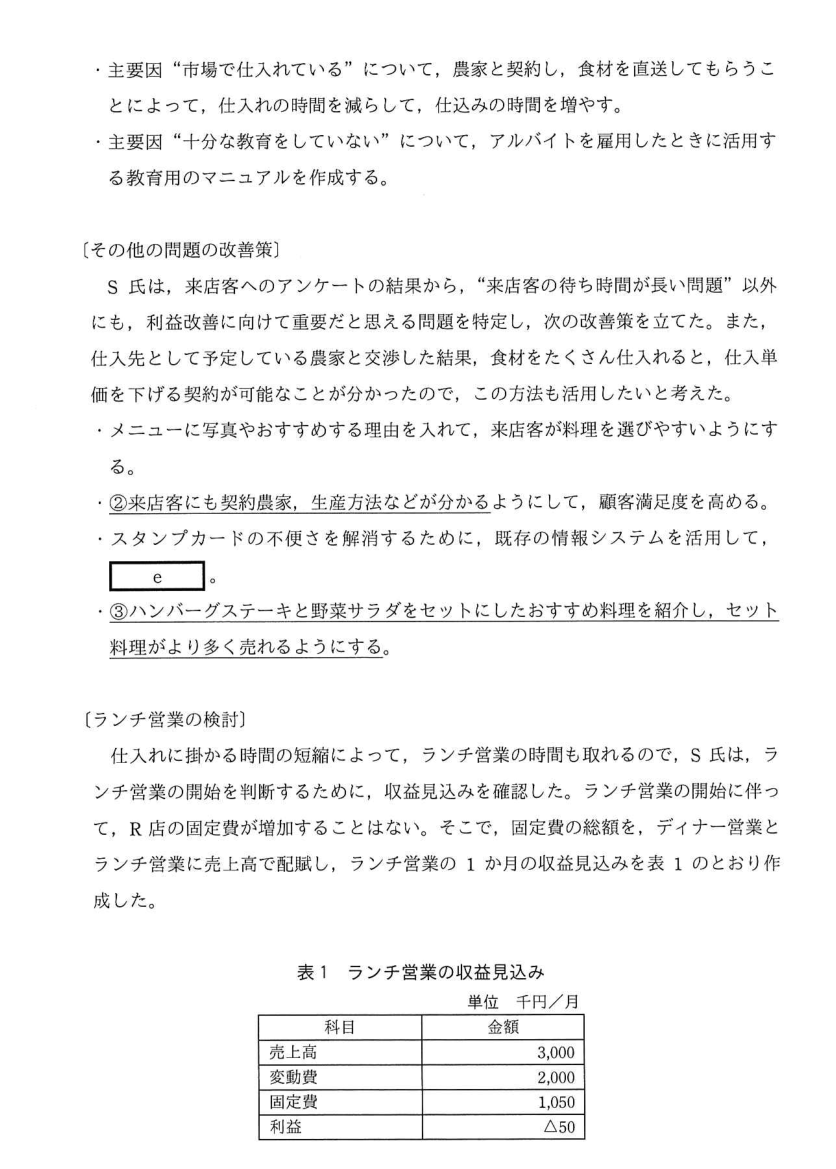 ・主要因“市場で仕入れている”について，農家と契約し，食材を直送してもらうこ
とによって，仕入れの時間を減らして，仕込みの時間を増やす。
・主要因“十分な教育をしていない”について，アルバイトを雇用したときに活用す
る教育用のマニュアルを作成する。
〔その他の問題の改善策〕
S 氏は，来店客へのアンケートの結果から，“来店客の待ち時間が長い問題”以外
にも，利益改善に向けて重要だと思える問題を特定し，次の改善策を立てた。また，
仕入先として予定している農家と交渉した結果，食材をたくさん仕入れると，仕入単
価を下げる契約が可能なことが分かったので，この方法も活用したいと考えた。
・メニューに写真やおすすめする理由を入れて，来店客が料理を選びやすいようにす
る。
・②来店客にも契約農家，生産方法などが分かるようにして，顧客満足度を高める。
・スタンプカードの不便さを解消するために，既存の情報システムを活用して，
e 。
・③ハンバーグステーキと野菜サラダをセットにしたおすすめ料理を紹介し，セット
料理がより多く売れるようにする。
〔ランチ営業の検討〕
仕入れに掛かる時間の短縮によって，ランチ営業の時間も取れるので，S 氏は，ラ
ンチ営業の開始を判断するために，収益見込みを確認した。ランチ営業の開始に伴っ
て，R 店の固定費が増加することはない。そこで，固定費の総額を，ディナー営業と
ランチ営業に売上高で配賦し，ランチ営業の 1 か月の収益見込みを表 1 のとおり作
成した。
表1 ランチ営業の収益見込み
単位 千円／月
科目 金額
売上高 3,000
変動費 2,000
固定費 1,050
利益 △50